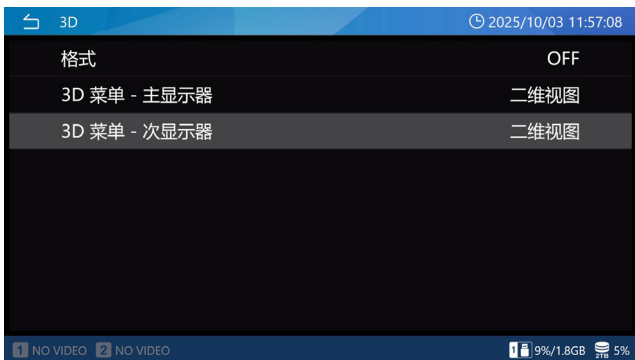 3D 2025/10/03 11:57:08
格式 OFF
3D 菜单 - 主显示器 二维视图
3D 菜单 - 次显示器 二维视图
1 NO VIDEO 2 NO VIDEO 1 9%/1.8GB 2TB 5%